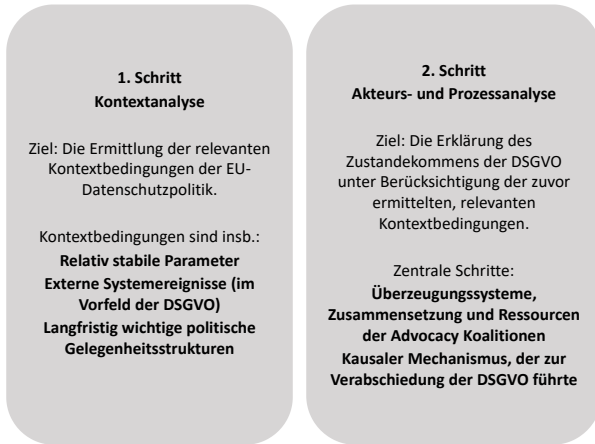 1. Schritt
Kontextanalyse
Ziel: Die Ermittlung der relevanten
Kontextbedingungen der EU-
Datenschutzpolitik.
Kontextbedingungen sind insb.:
Relativ stabile Parameter
Externe Systemereignisse (im
Vorfeld der DSGVO)
Langfristig wichtige politische
Gelegenheitsstrukturen
2. Schritt
Akteurs- und Prozessanalyse
Ziel: Die Erklärung des
Zustandekommens der DSGVO
unter Berücksichtigung der zuvor
ermittelten, relevanten
Kontextbedingungen.
Zentrale Schritte:
Überzeugungssysteme,
Zusammensetzung und Ressourcen
der Advocacy Koalitionen
Kausaler Mechanismus, der zur
Verabschiedung der DSGVO führte